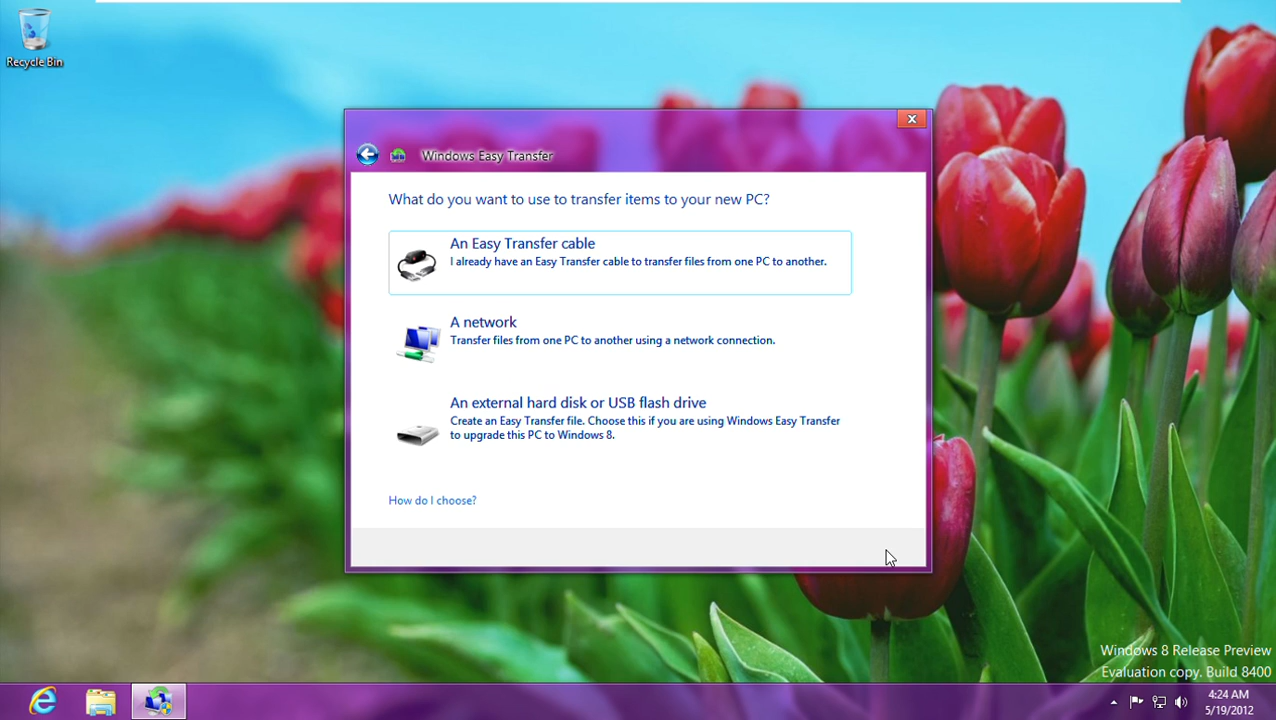 Recycle Bin
Windows Easy Transfer
What do you want to use to transfer items to your new PC?
An Easy Transfer cable
I already have an Easy Transfer cable to transfer files from one PC to another.
A network
Transfer files from one PC to another using a network connection.
An external hard disk or USB flash drive
Create an Easy Transfer file. Choose this if you are using Windows Easy Transfer
to upgrade this PC to Windows 8.
How do I choose?
Windows 8 Release Preview
Evaluation copy. Build 8400
4:24 AM
5/19/2012